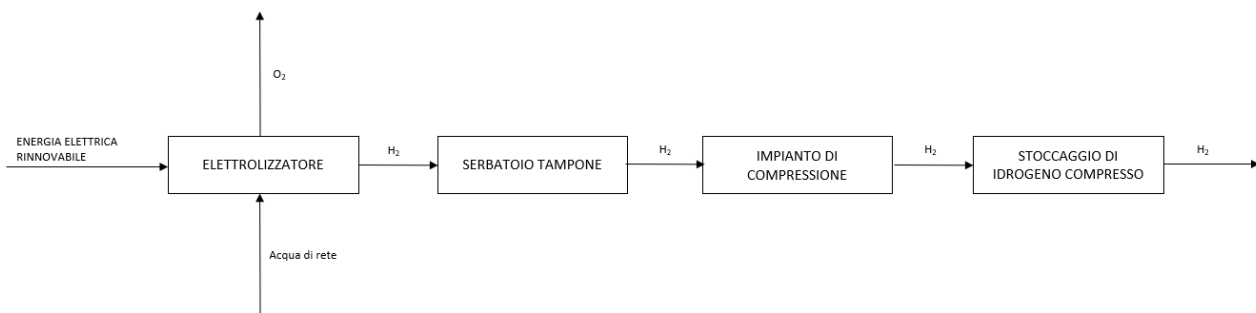 O₂
ENERGIA ELETTRICA
RINNOVABILE
ELETTROLIZZATORE
H₂
SERBATOIO TAMPONE
H₂
IMPIANTO DI
COMPRESSIONE
H₂
STOCCAGGIO DI
IDROGENO COMPRESSO
H₂
Acqua di rete